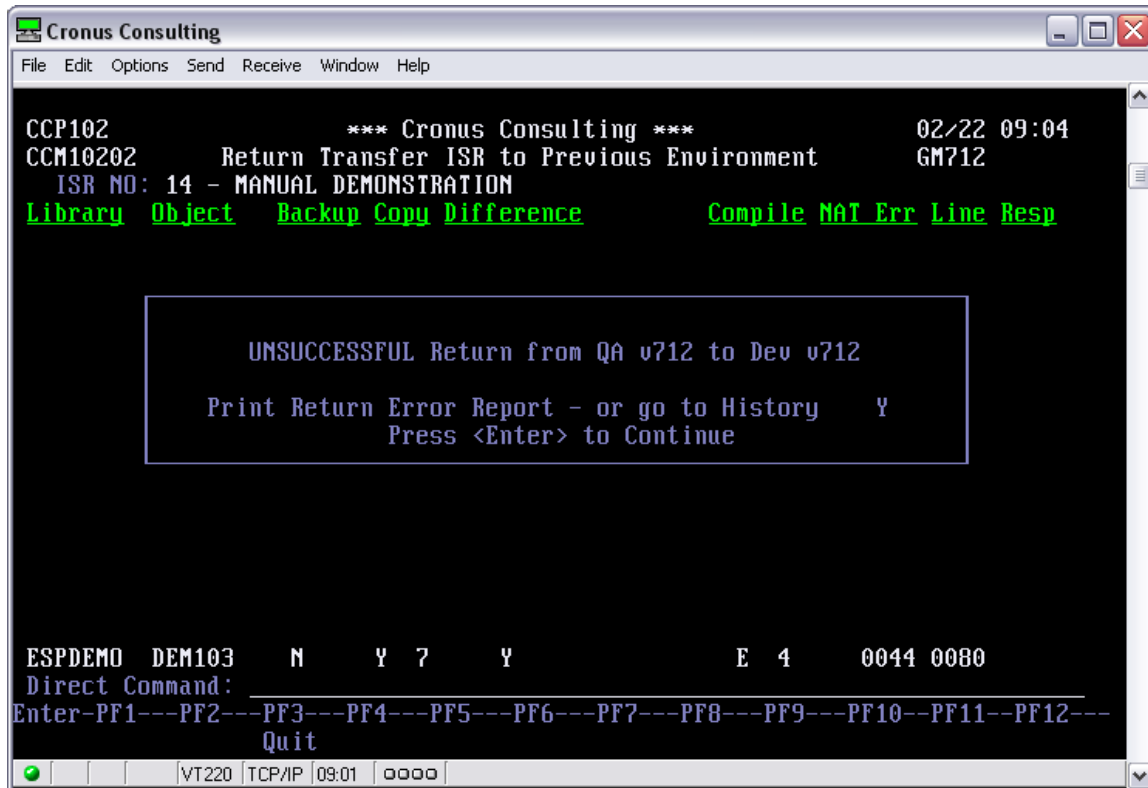 Cronus Consulting
File Edit Options Send Receive Window Help
CCP102 *** Cronus Consulting *** 02/22 09:04
CCM10202 Return Transfer ISR to Previous Environment GM712
ISR NO: 14 - MANUAL DEMONSTRATION
Library Object Backup Copy Difference Compile NAT Err Line Resp
UNSUCCESSFUL Return from QA v712 to Dev v712
Print Return Error Report - or go to History Y
Press <Enter> to Continue
ESPDEMO DEM103 N Y 7 Y E 4 0044 0080
Direct Command:
Enter-PF1---PF2---PF3---PF4---PF5---PF6---PF7---PF8---PF9---PF10--PF11--PF12---
Quit
VT220 TCP/IP 09:01